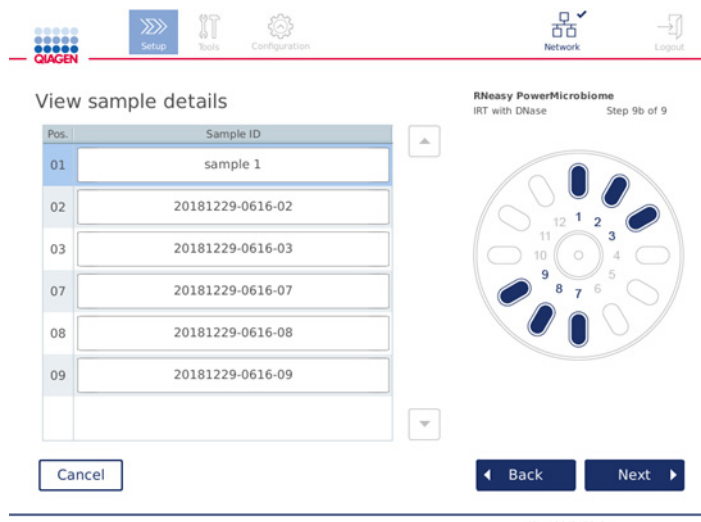 QIAGEN
Setup
Tools
Configuration
Network
Logout
View sample details
RNeasy PowerMicrobiome
IRT with DNase Step 9b of 9
Pos. Sample ID
01 sample 1
02 20181229-0616-02
03 20181229-0616-03
07 20181229-0616-07
08 20181229-0616-08
09 20181229-0616-09
12 1 2
11 3
10 4
9 5
8 7 6
Cancel
Back
Next